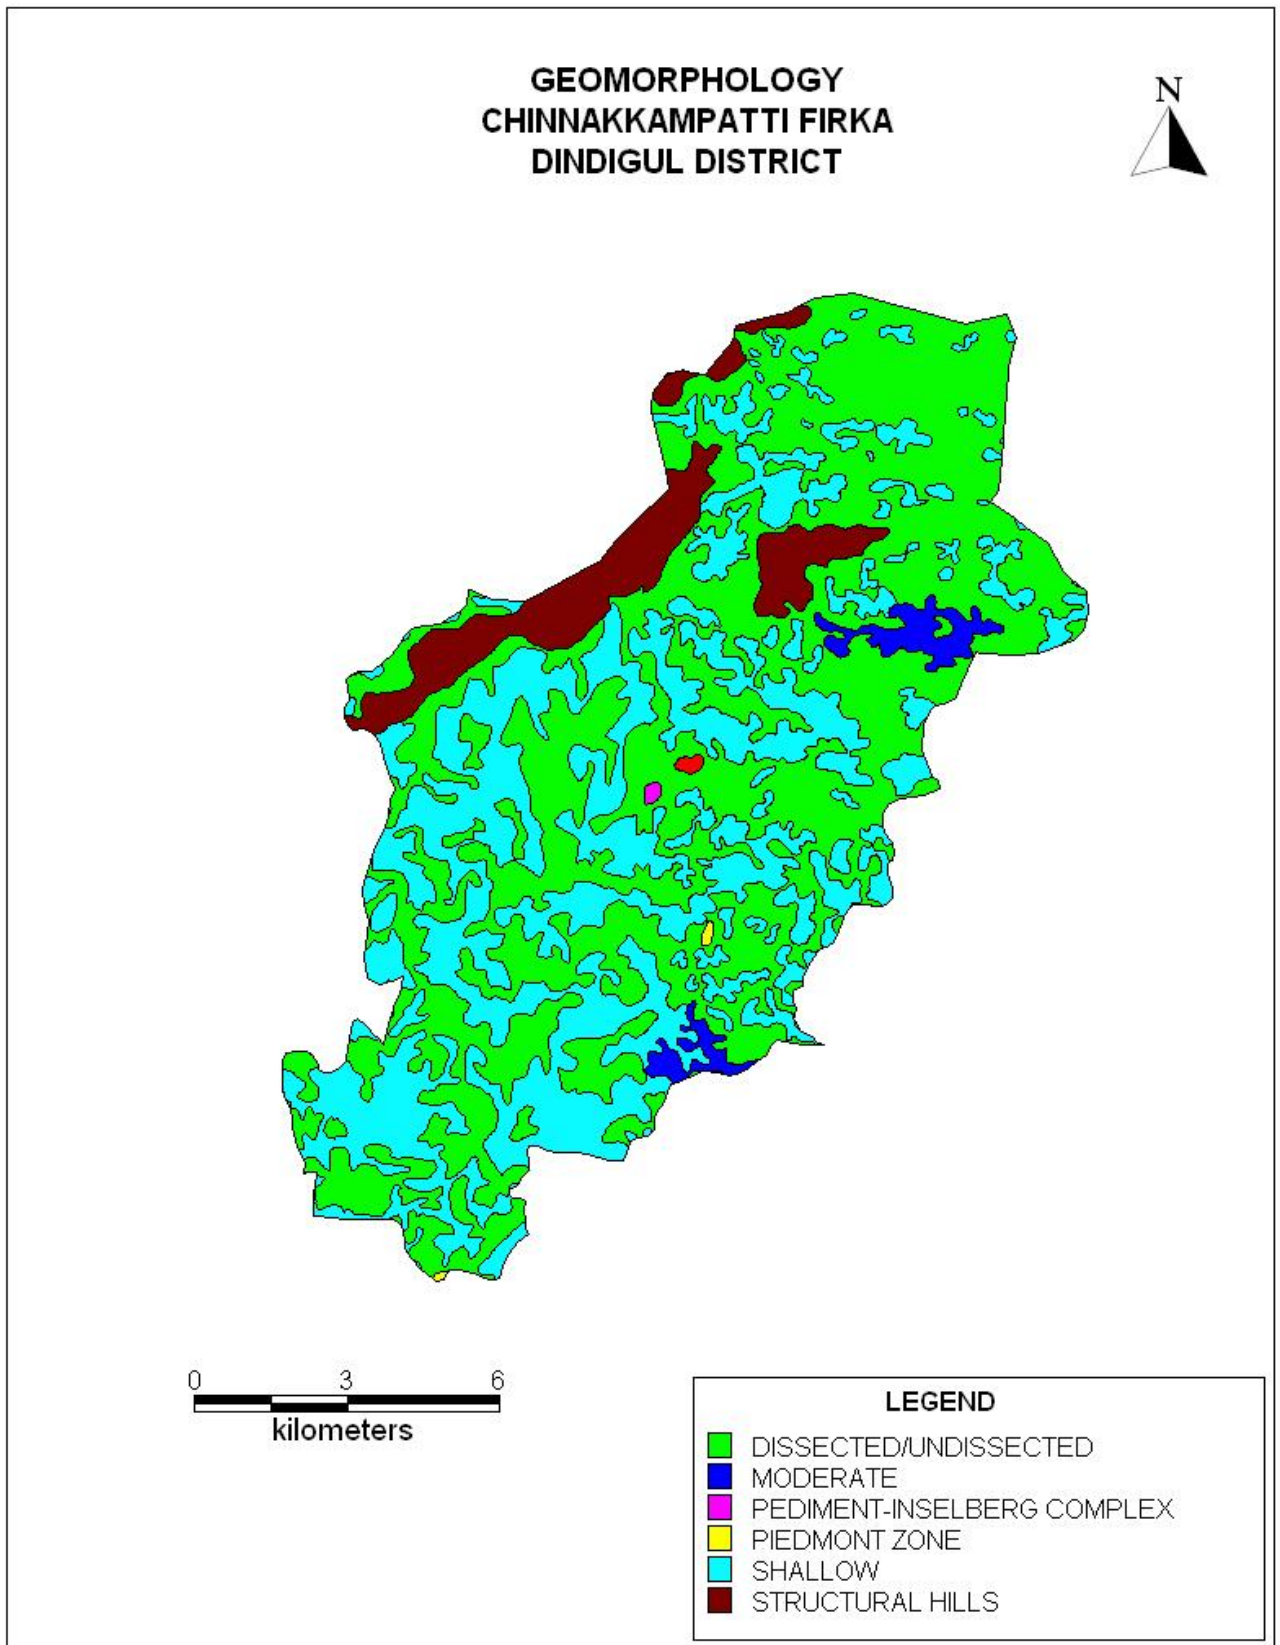 GEOMORPHOLOGY
CHINNAKKAMPATTI FIRKA
DINDIGUL DISTRICT
N
0 3 6
kilometers
LEGEND
DISSECTED/UNDISSECTED
MODERATE
PEDIMENT-INSELBERG COMPLEX
PIEDMONT ZONE
SHALLOW
STRUCTURAL HILLS